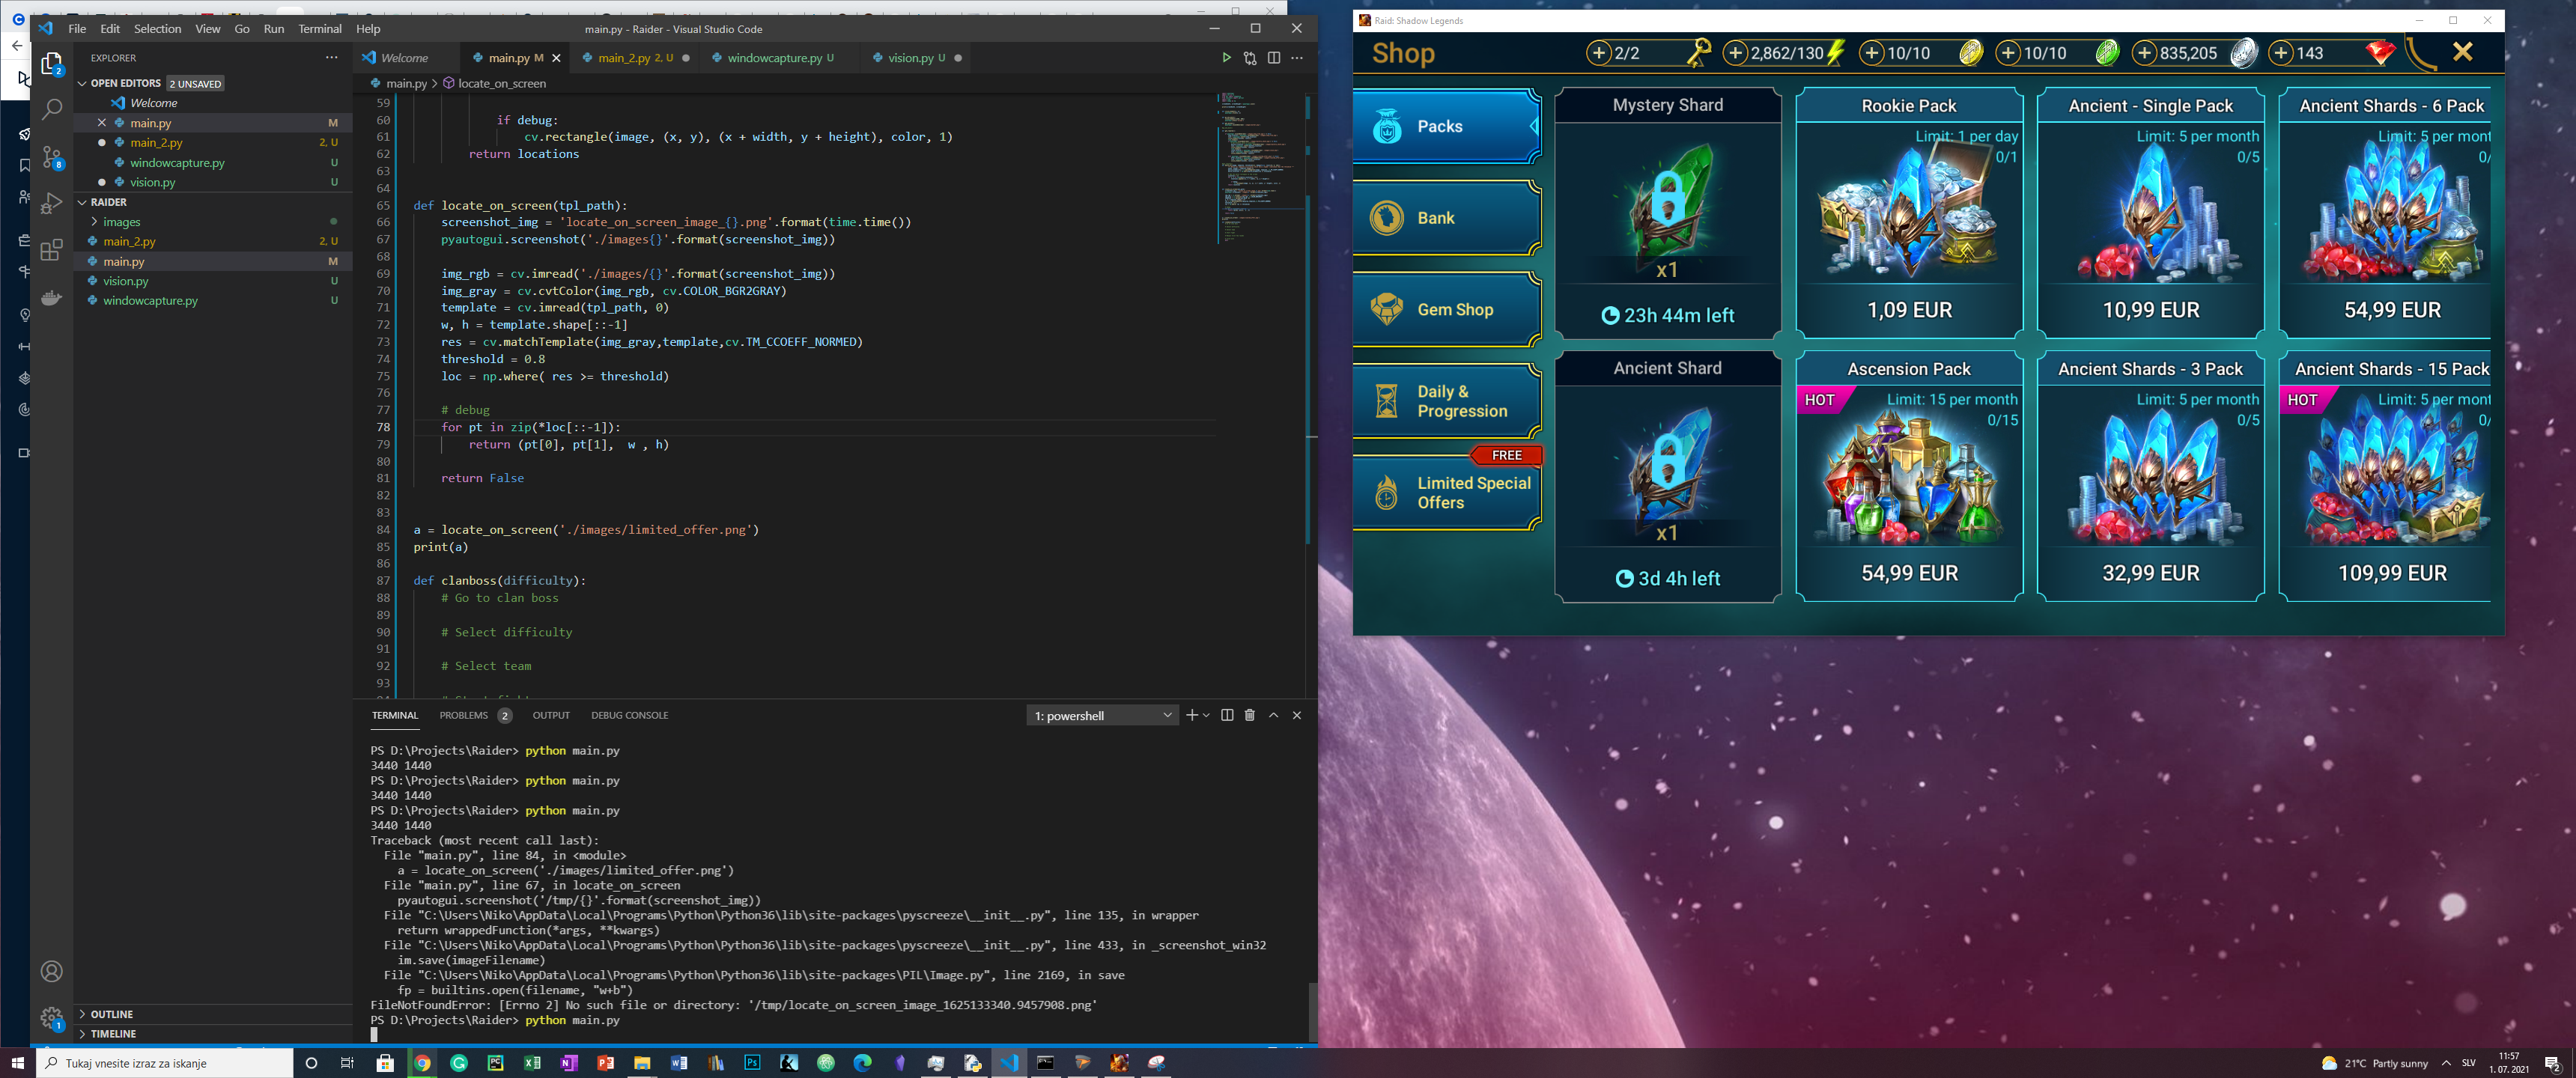 File Edit Selection View Go Run Terminal Help
main.py - Raider - Visual Studio Code
EXPLORER
OPEN EDITORS 2 UNSAVED
Welcome
main.py M
main_2.py 2, U
windowcapture.py U
vision.py U
RAIDER
images
main_2.py 2, U
main.py M
vision.py U
windowcapture.py U
OUTLINE
TIMELINE
2
8
1
Welcome main.py M main_2.py 2, U windowcapture.py U vision.py U
main.py > locate_on_screen
59
60 if debug:
61 cv.rectangle(image, (x, y), (x + width, y + height), color, 1)
62 return locations
63
64
65 def locate_on_screen(tpl_path):
66 screenshot_img = 'locate_on_screen_image_{}.png'.format(time.time())
67 pyautogui.screenshot('./images{}'.format(screenshot_img))
68
69 img_rgb = cv.imread('./images/{}'.format(screenshot_img))
70 img_gray = cv.cvtColor(img_rgb, cv.COLOR_BGR2GRAY)
71 template = cv.imread(tpl_path, 0)
72 w, h = template.shape[::-1]
73 res = cv.matchTemplate(img_gray,template,cv.TM_CCOEFF_NORMED)
74 threshold = 0.8
75 loc = np.where( res >= threshold)
76
77 # debug
78 for pt in zip(*loc[::-1]):
79 return (pt[0], pt[1],  w , h)
80
81 return False
82
83
84 a = locate_on_screen('./images/limited_offer.png')
85 print(a)
86
87 def clanboss(difficulty):
88 # Go to clan boss
89
90 # Select difficulty
91
92 # Select team
93
TERMINAL PROBLEMS 2 OUTPUT DEBUG CONSOLE
1: powershell
PS D:\Projects\Raider> python main.py
3440 1440
PS D:\Projects\Raider> python main.py
3440 1440
PS D:\Projects\Raider> python main.py
3440 1440
Traceback (most recent call last):
File "main.py", line 84, in <module>
a = locate_on_screen('./images/limited_offer.png')
File "main.py", line 67, in locate_on_screen
pyautogui.screenshot('/tmp/{}'.format(screenshot_img))
File "C:\Users\Niko\AppData\Local\Programs\Python\Python36\lib\site-packages\pyscreeze\__init__.py", line 135, in wrapper
return wrappedFunction(*args, **kwargs)
File "C:\Users\Niko\AppData\Local\Programs\Python\Python36\lib\site-packages\pyscreeze\__init__.py", line 433, in _screenshot_win32
im.save(imageFilename)
File "C:\Users\Niko\AppData\Local\Programs\Python\Python36\lib\site-packages\PIL\Image.py", line 2169, in save
fp = builtins.open(filename, "w+b")
FileNotFoundError: [Errno 2] No such file or directory: '/tmp/locate_on_screen_image_1625133340.9457908.png'
PS D:\Projects\Raider> python main.py
Raid: Shadow Legends
Shop
2/2 2,862/130 10/10 10/10 835,205 143
Packs
Bank
Gem Shop
Daily &
Progression
FREE
Limited Special
Offers
Mystery Shard
x1
23h 44m left
Rookie Pack
Limit: 1 per day
0/1
1,09 EUR
Ancient - Single Pack
Limit: 5 per month
0/5
10,99 EUR
Ancient Shards - 6 Pack
Limit: 5 per mont
0/
54,99 EUR
Ancient Shard
x1
3d 4h left
Ascension Pack
HOT
Limit: 15 per month
0/15
54,99 EUR
Ancient Shards - 3 Pack
Limit: 5 per month
0/5
32,99 EUR
Ancient Shards - 15 Pack
HOT
Limit: 5 per mont
0/
109,99 EUR
Tukaj vnesite izraz za iskanje
21°C Partly sunny
SLV
11:57
1. 07. 2021
2